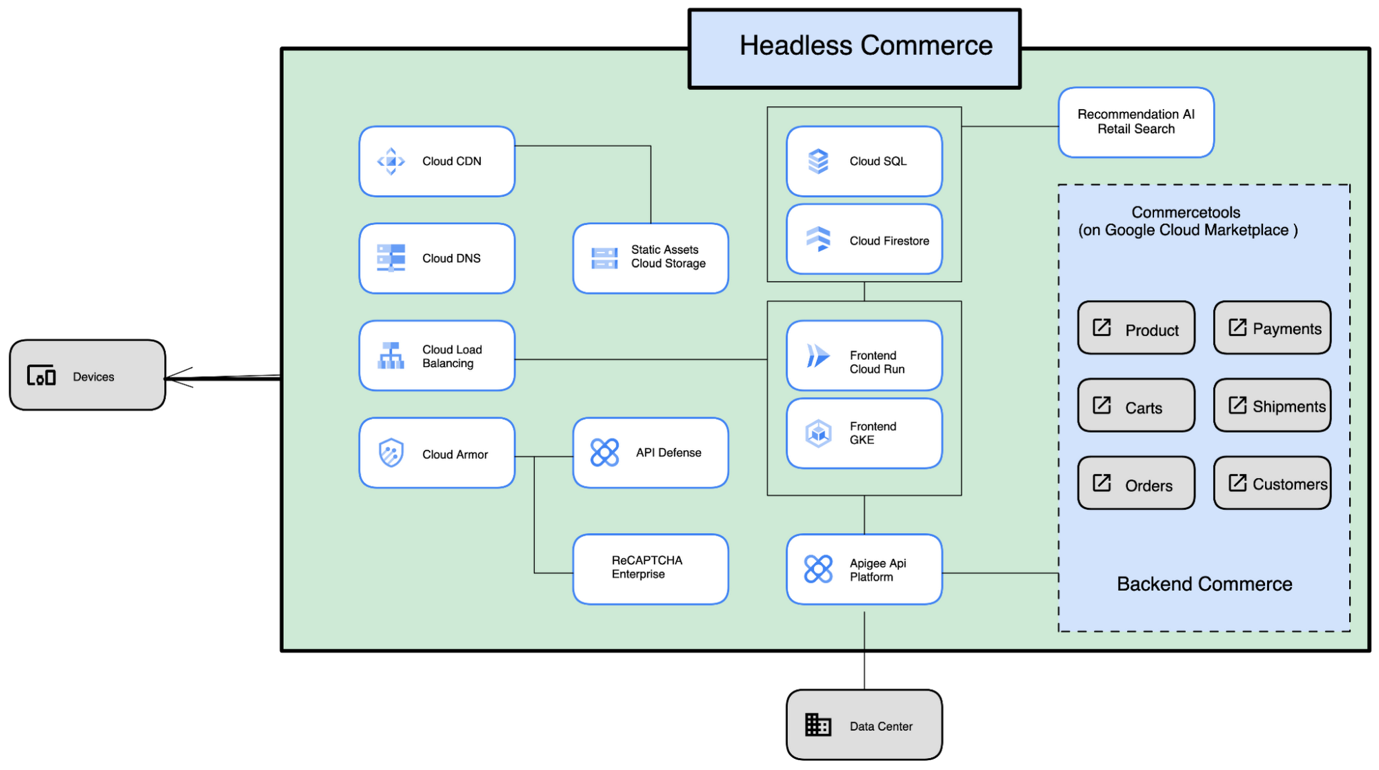 Headless Commerce
Recommendation AI
Retail Search
Cloud CDN
Cloud SQL
Commercetools
(on Google Cloud Marketplace )
Cloud DNS
Static Assets
Cloud Storage
Cloud Firestore
Product
Payments
Cloud Load
Balancing
Frontend
Cloud Run
Devices
Carts
Shipments
Frontend
GKE
Cloud Armor
API Defense
Orders
Customers
ReCAPTCHA
Enterprise
Apigee Api
Platform
Backend Commerce
Data Center